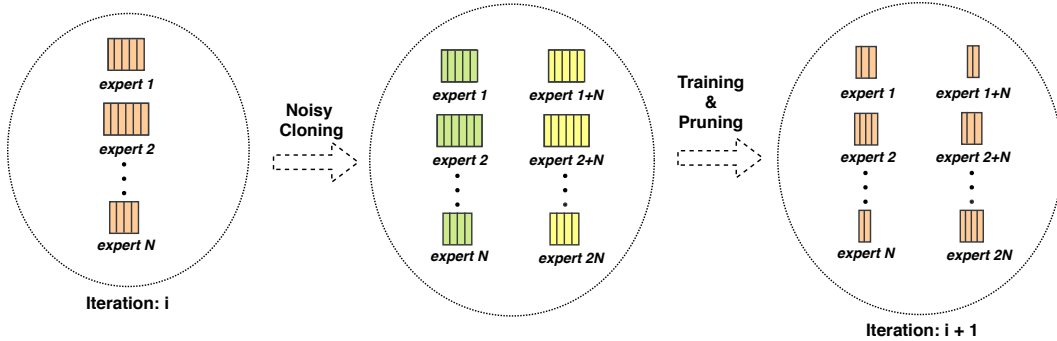 expert 1
expert 2
expert N
Iteration: i
Noisy
Cloning
expert 1
expert 1+N
expert 2
expert 2+N
expert N
expert 2N
Training
&
Pruning
expert 1
expert 1+N
expert 2
expert 2+N
expert N
expert 2N
Iteration: i + 1